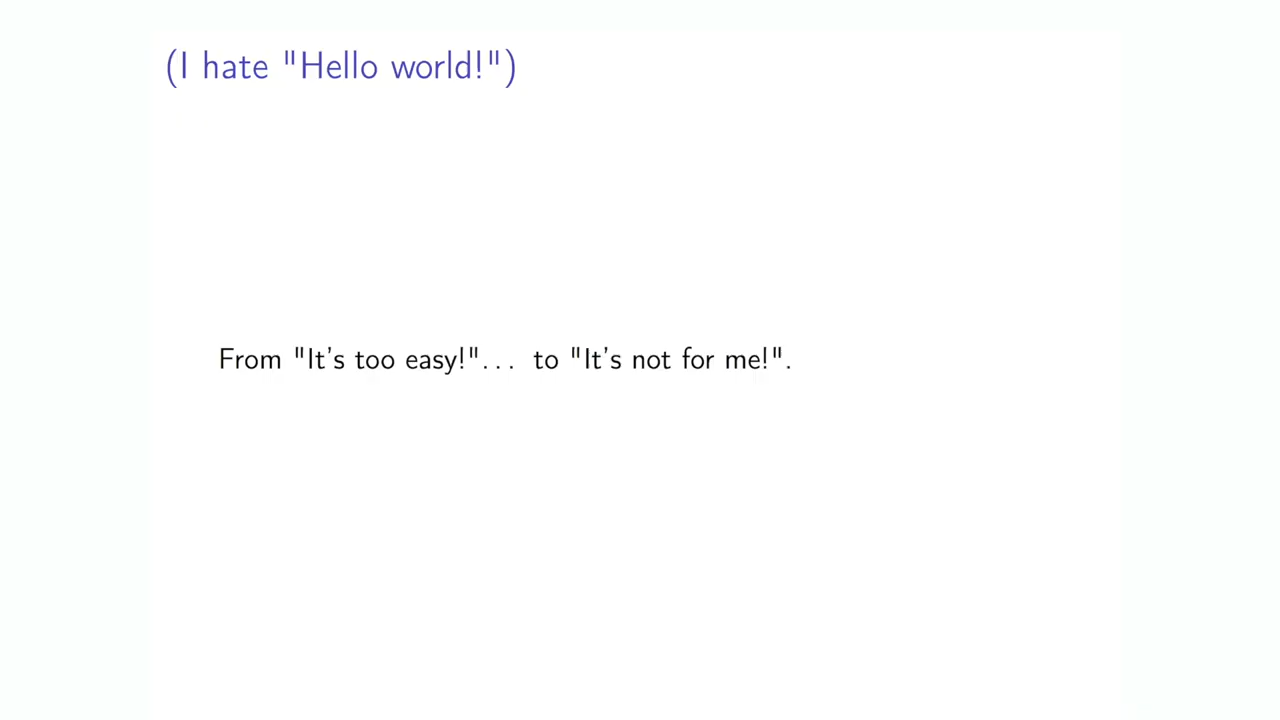 (I hate "Hello world!")
From "It's too easy!"... to "It's not for me!".